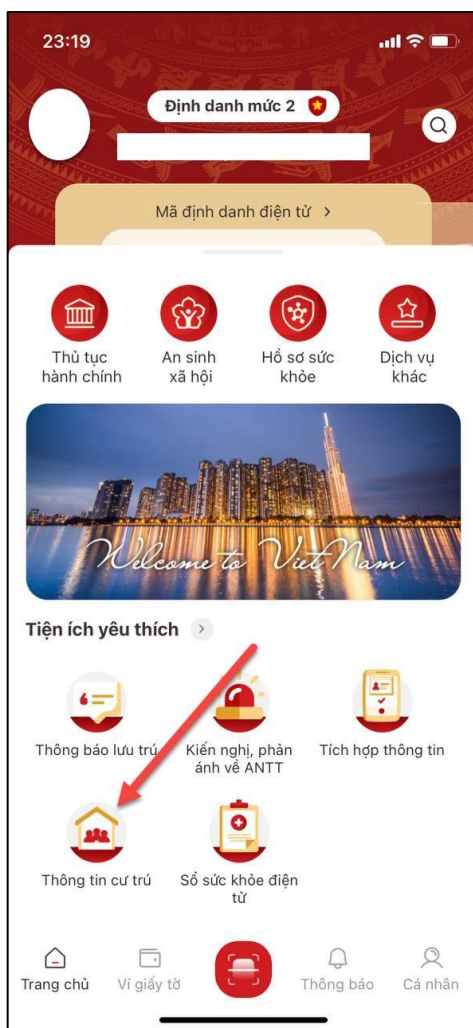 23:19
Định danh mức 2
Mã định danh điện tử >
Thủ tục
hành chính
An sinh
xã hội
Hồ sơ sức
khỏe
Dịch vụ
khác
Welcome to Việt Nam
Tiện ích yêu thích >
Thông báo lưu trú
Kiến nghị, phản
ánh về ANTT
Tích hợp thông tin
Thông tin cư trú
Sổ sức khỏe điện
tử
Trang chủ
Ví giấy tờ
Thông báo
Cá nhân